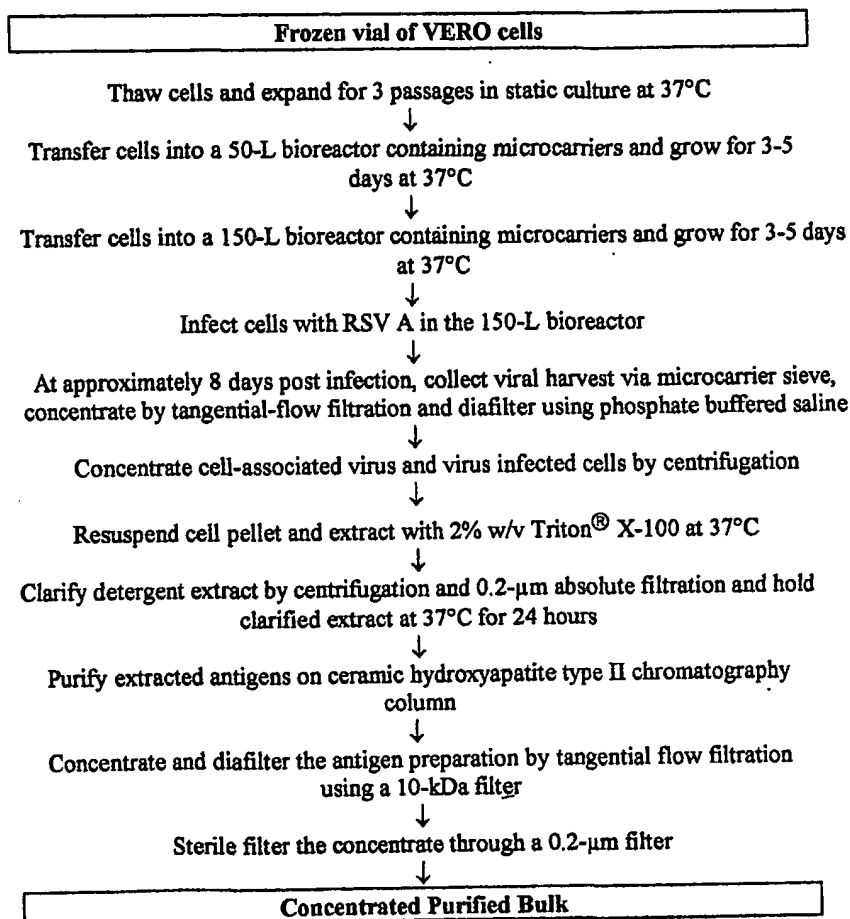 Frozen vial of VERO cells
Thaw cells and expand for 3 passages in static culture at 37°C
↓
Transfer cells into a 50-L bioreactor containing microcarriers and grow for 3-5
days at 37°C
↓
Transfer cells into a 150-L bioreactor containing microcarriers and grow for 3-5 days
at 37°C
↓
Infect cells with RSV A in the 150-L bioreactor
↓
At approximately 8 days post infection, collect viral harvest via microcarrier sieve,
concentrate by tangential-flow filtration and diafilter using phosphate buffered saline
↓
Concentrate cell-associated virus and virus infected cells by centrifugation
↓
Resuspend cell pellet and extract with 2% w/v Triton® X-100 at 37°C
↓
Clarify detergent extract by centrifugation and 0.2-µm absolute filtration and hold
clarified extract at 37°C for 24 hours
↓
Purify extracted antigens on ceramic hydroxyapatite type II chromatography
column
↓
Concentrate and diafilter the antigen preparation by tangential flow filtration
using a 10-kDa filter
↓
Sterile filter the concentrate through a 0.2-µm filter
↓
Concentrated Purified Bulk